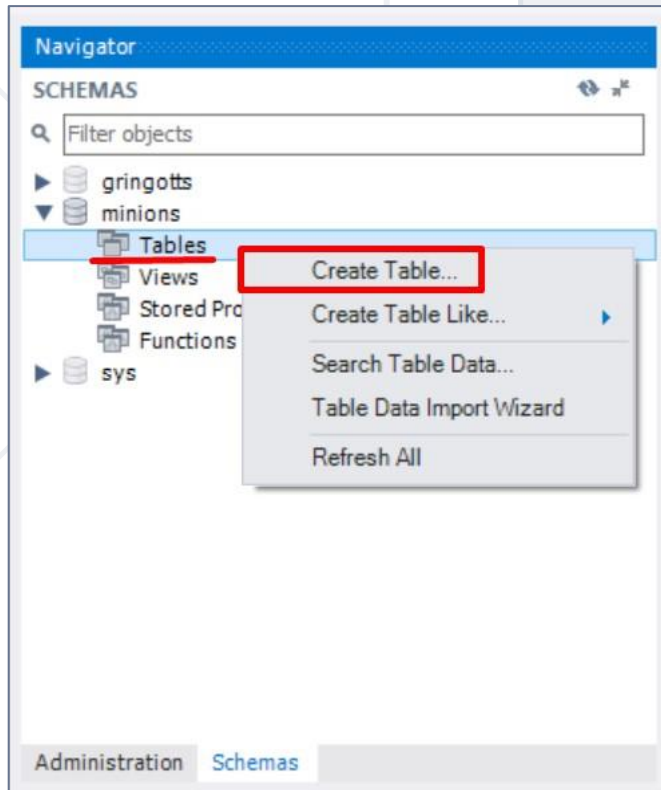 Navigator
SCHEMAS
Filter objects
gringotts
minions
Tables
Views
Stored Pro
Functions
sys
Create Table...
Create Table Like...
Search Table Data...
Table Data Import Wizard
Refresh All
Administration Schemas